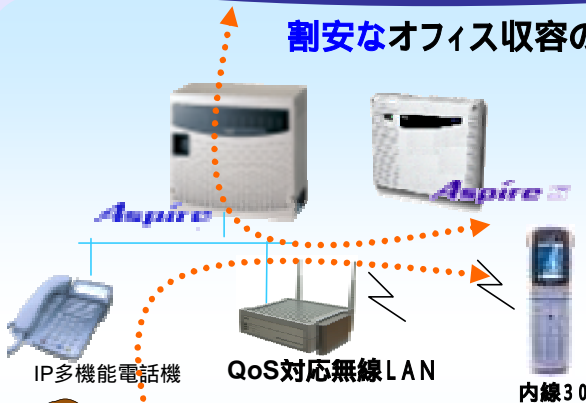 割安なオフィス収容の
Aspire
Aspire S
IP多機能電話機
QoS対応無線LAN
内線30